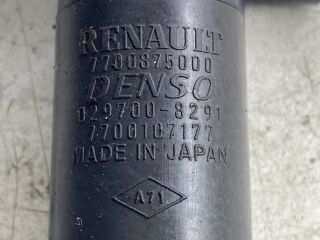 RENAULT
7700875000
DENSO
029700-8291
7700107177
MADE IN JAPAN
A71